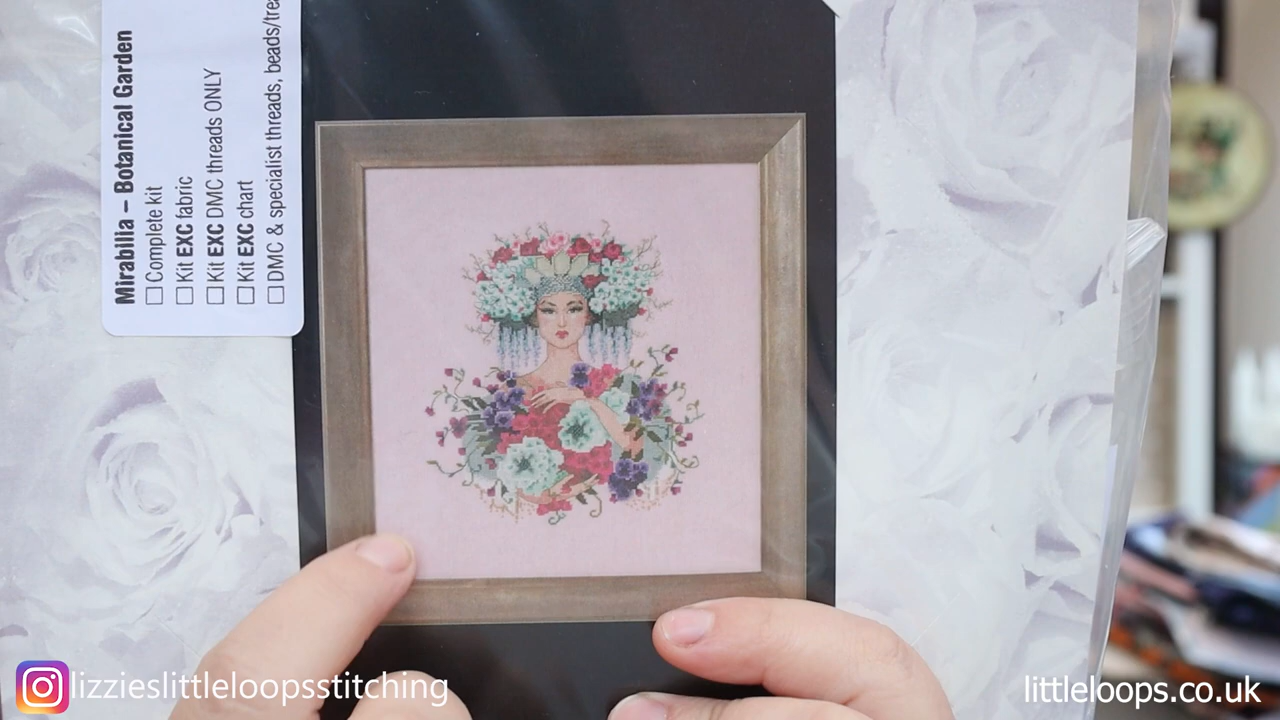 Mirabilia – Botanical Garden
☐ Complete kit
☐ Kit EXC fabric
☐ Kit EXC DMC threads ONLY
☐ Kit EXC chart
☐ DMC & specialist threads, beads/trea
lizzieslittleloopsstitching
littleloops.co.uk